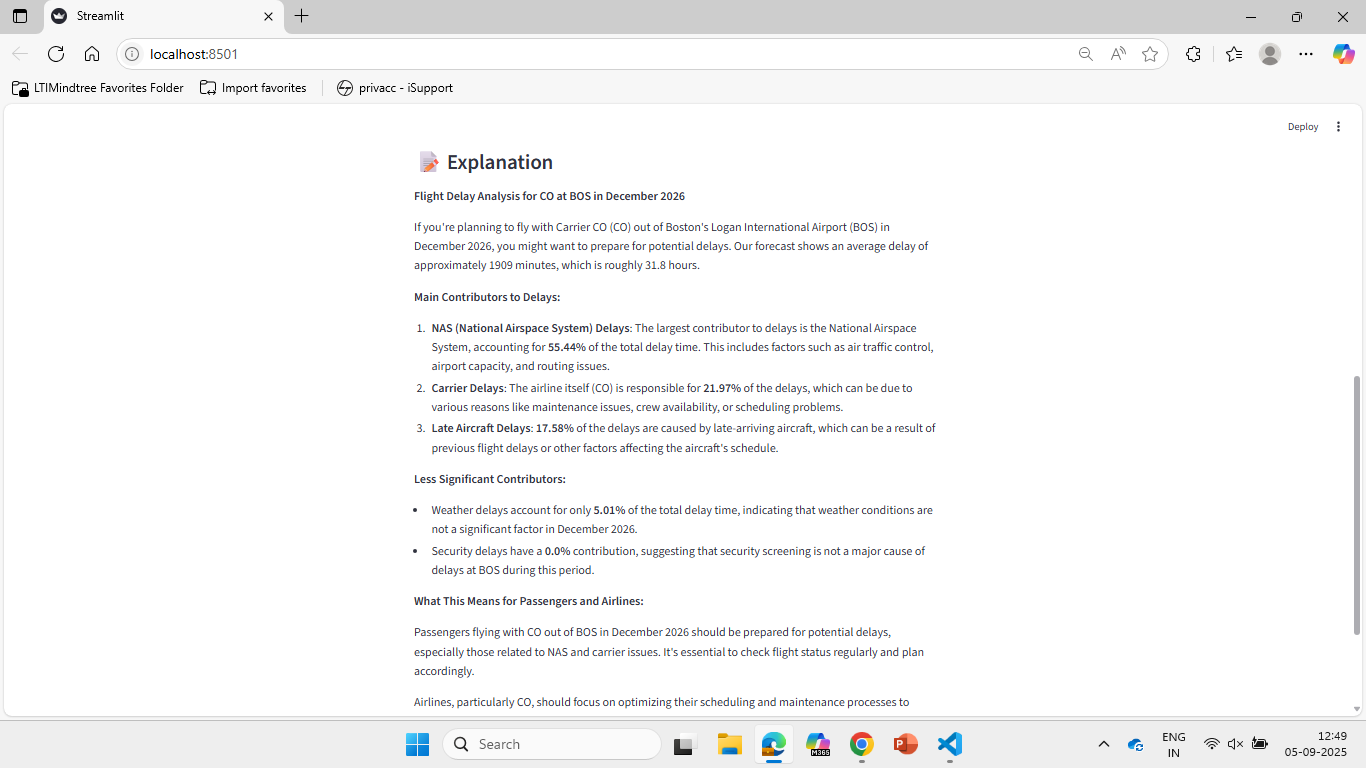 Streamlit
localhost:8501
LTIMindtree Favorites Folder Import favorites privacc - iSupport
Deploy
Explanation
Flight Delay Analysis for CO at BOS in December 2026
If you're planning to fly with Carrier CO (CO) out of Boston's Logan International Airport (BOS) in
December 2026, you might want to prepare for potential delays. Our forecast shows an average delay of
approximately 1909 minutes, which is roughly 31.8 hours.
Main Contributors to Delays:
1. NAS (National Airspace System) Delays: The largest contributor to delays is the National Airspace
System, accounting for 55.44% of the total delay time. This includes factors such as air traffic control,
airport capacity, and routing issues.
2. Carrier Delays: The airline itself (CO) is responsible for 21.97% of the delays, which can be due to
various reasons like maintenance issues, crew availability, or scheduling problems.
3. Late Aircraft Delays: 17.58% of the delays are caused by late-arriving aircraft, which can be a result of
previous flight delays or other factors affecting the aircraft's schedule.
Less Significant Contributors:
• Weather delays account for only 5.01% of the total delay time, indicating that weather conditions are
not a significant factor in December 2026.
• Security delays have a 0.0% contribution, suggesting that security screening is not a major cause of
delays at BOS during this period.
What This Means for Passengers and Airlines:
Passengers flying with CO out of BOS in December 2026 should be prepared for potential delays,
especially those related to NAS and carrier issues. It's essential to check flight status regularly and plan
accordingly.
Airlines, particularly CO, should focus on optimizing their scheduling and maintenance processes to
Search
M365
ENG
IN
12:49
05-09-2025